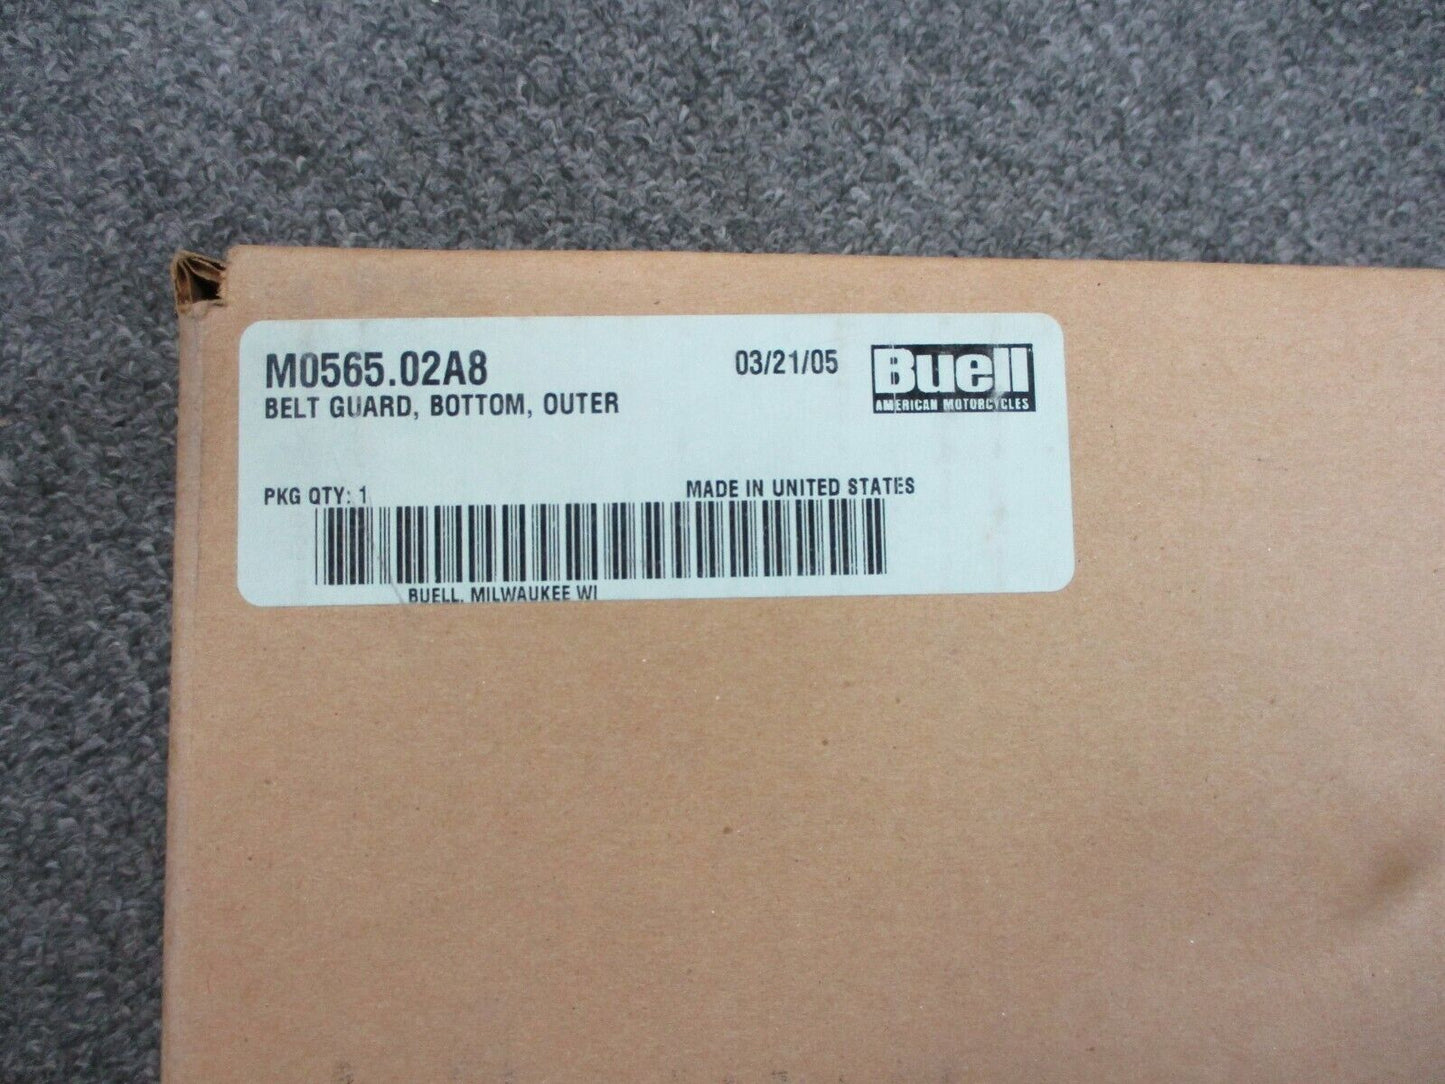 M0565.02A8
03/21/05
Buell
AMERICAN MOTORCYCLES
BELT GUARD, BOTTOM, OUTER
PKG QTY: 1
MADE IN UNITED STATES
BUELL, MILWAUKEE WI